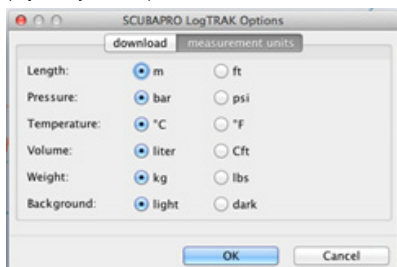 SCUBAPRO LogTRAK Options
download measurement units
Length: m ft
Pressure: bar psi
Temperature: °C °F
Volume: liter Cft
Weight: kg lbs
Background: light dark
OK Cancel